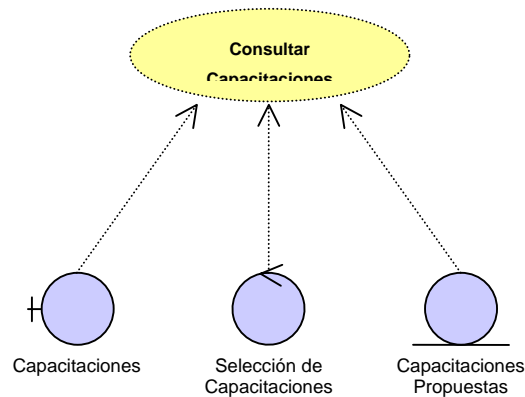 Consultar
Capacitaciones
Capacitaciones
Selección de
Capacitaciones
Capacitaciones
Propuestas